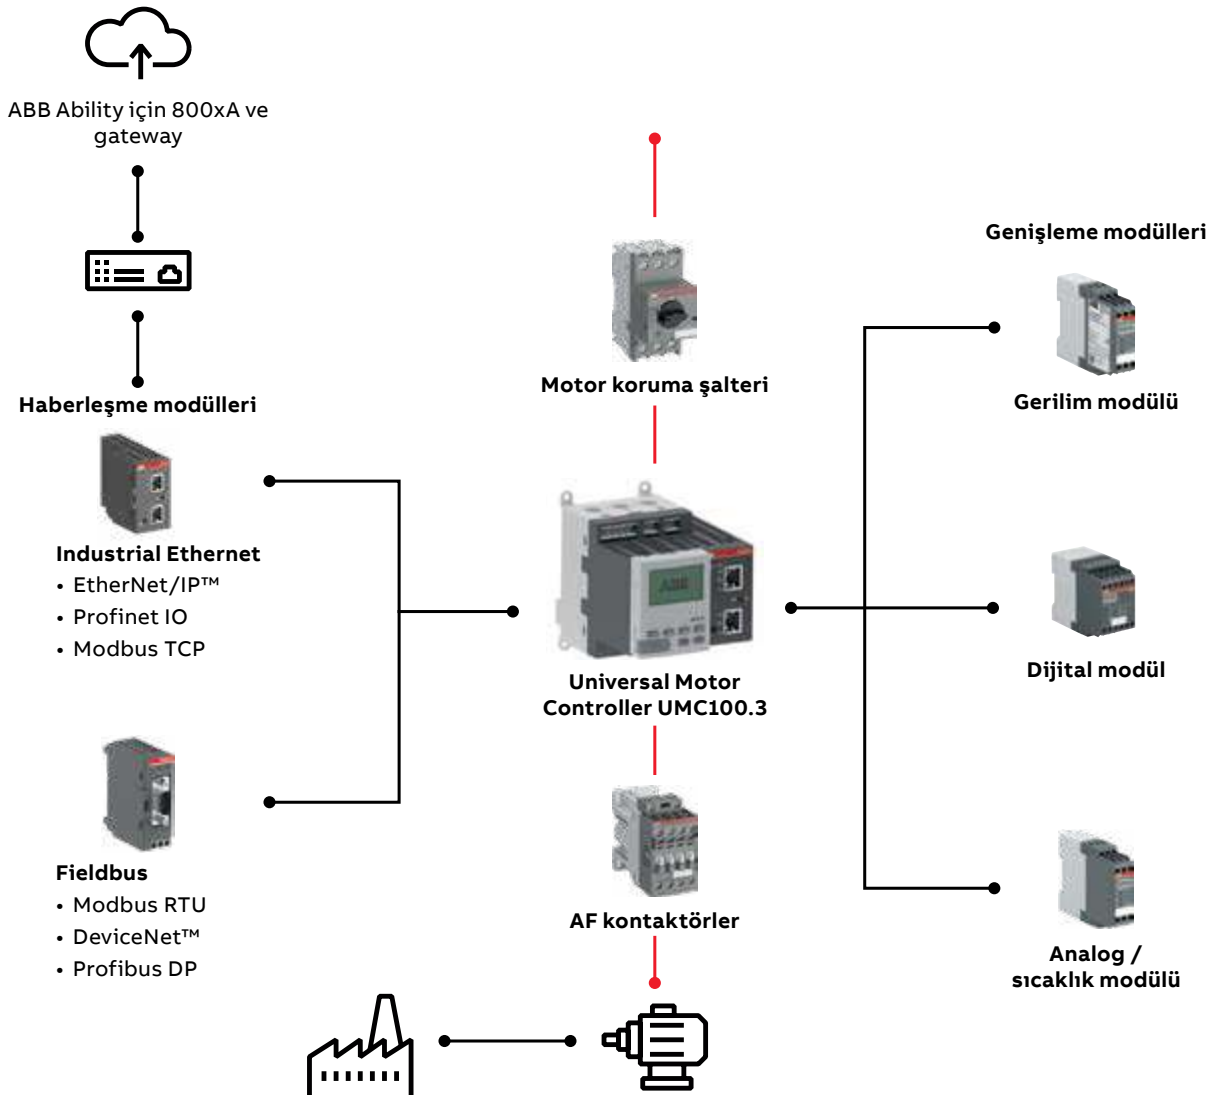 ABB Ability için 800xA ve
gateway
Haberleşme modülleri
Industrial Ethernet
• EtherNet/IP™
• Profinet IO
• Modbus TCP
Fieldbus
• Modbus RTU
• DeviceNet™
• Profibus DP
Motor koruma şalteri
ABB
Universal Motor
Controller UMC100.3
AF kontaktörler
Genişleme modülleri
Gerilim modülü
Dijital modül
Analog /
sıcaklık modülü